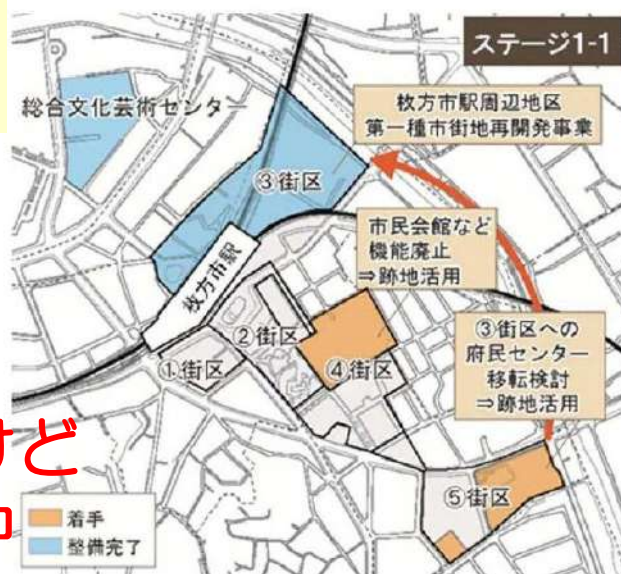 ステージ1-1
総合文化芸術センター
枚方市駅周辺地区
第一種市街地再開発事業
③街区
市民会館など
機能廃止
⇒跡地活用
枚方市駅
②街区
①街区
④街区
③街区への
府民センター
移転検討
⇒跡地活用
⑤街区
けど
着手
整備完了